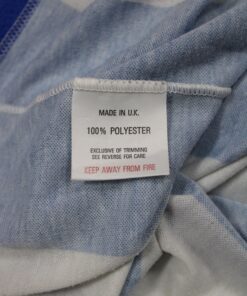 MADE IN U.K.
100% POLYESTER
EXCLUSIVE OF TRIMMING
SEE REVERSE FOR CARE
KEEP AWAY FROM FIRE